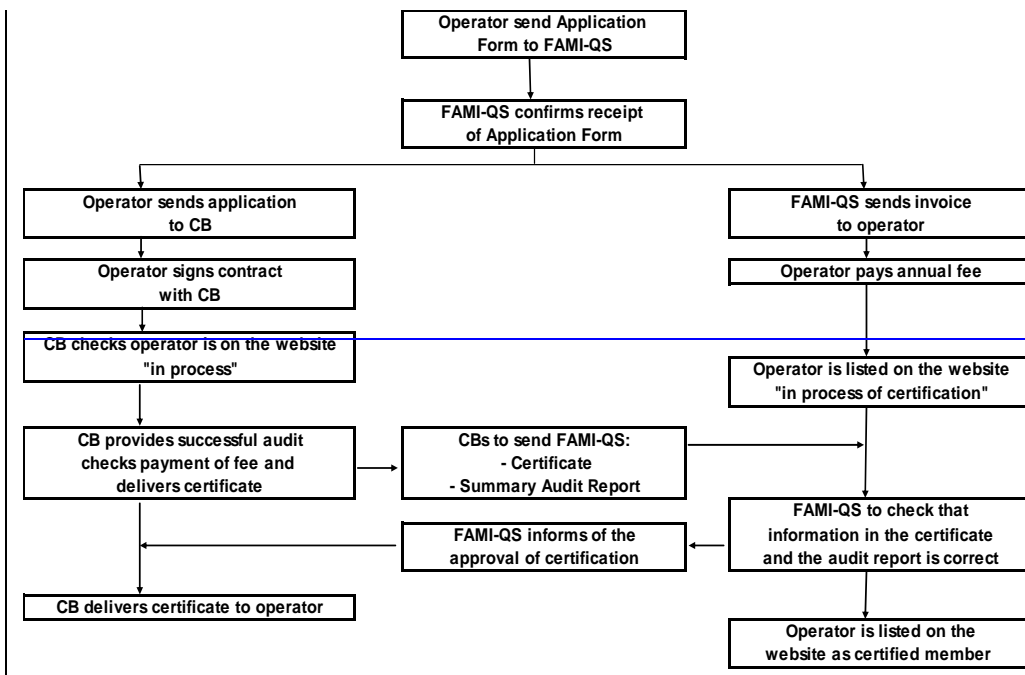 Operator send Application
Form to FAMI-QS
FAMI-QS confirms receipt
of Application Form
Operator sends application
to CB
FAMI-QS sends invoice
to operator
Operator signs contract
with CB
Operator pays annual fee
CB checks operator is on the website
"in process"
Operator is listed on the website
"in process of certification"
CB provides successful audit
checks payment of fee and
delivers certificate
CBs to send FAMI-QS:
- Certificate
- Summary Audit Report
FAMI-QS to check that
information in the certificate
and the audit report is correct
FAMI-QS informs of the
approval of certification
CB delivers certificate to operator
Operator is listed on the
website as certified member